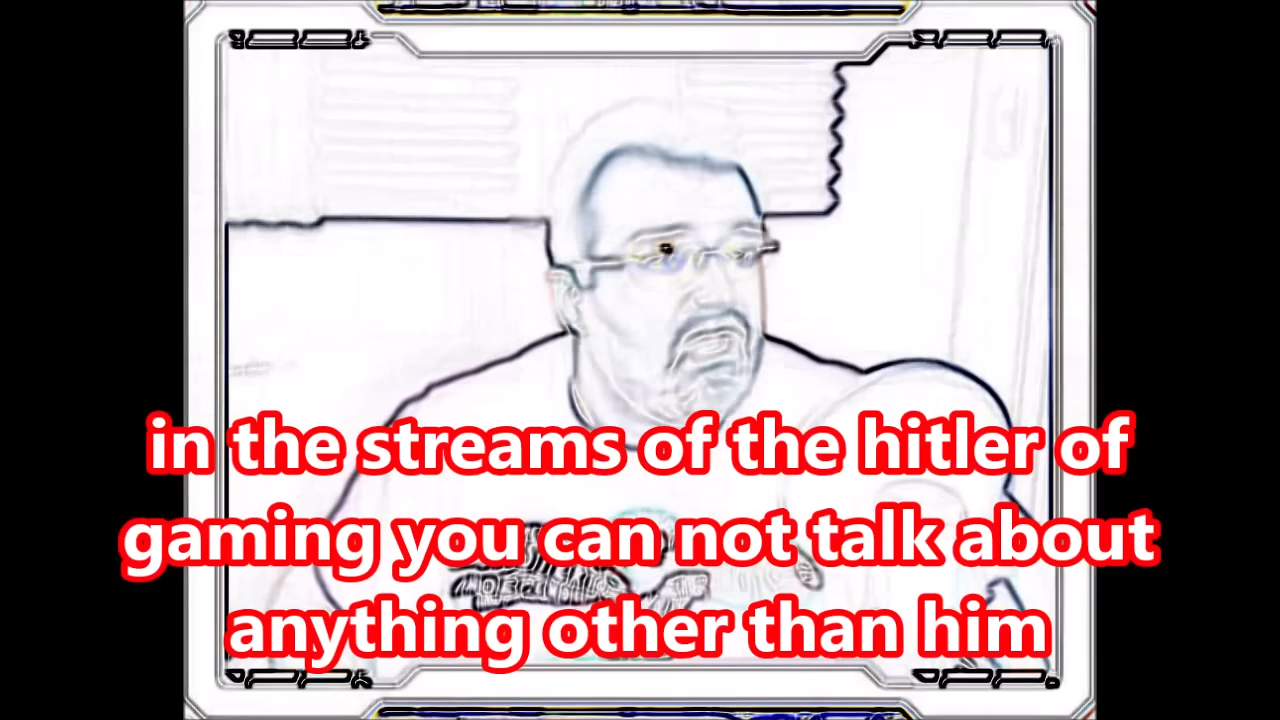 in the streams of the hitler of
gaming you can not talk about
anything other than him